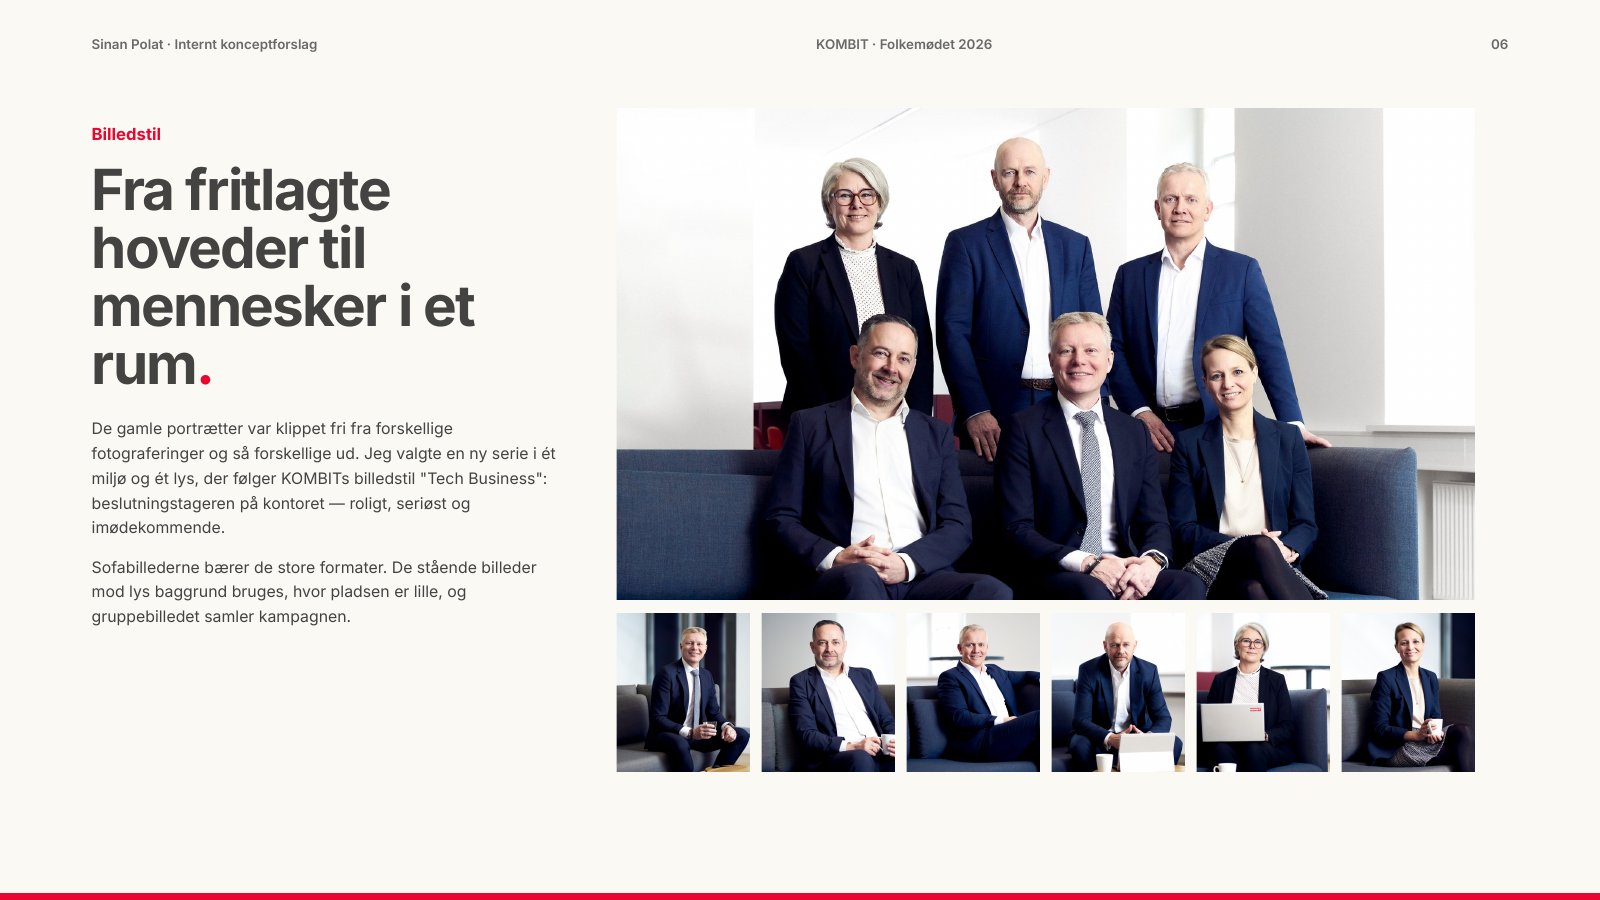 Sinan Polat · Internt konceptforslag
KOMBIT · Folkemødet 2026
06
Billedstil
Fra fritlagte
hoveder til
mennesker i et
rum.
De gamle portrætter var klippet fri fra forskellige
fotograferinger og så forskellige ud. Jeg valgte en ny serie i ét
miljø og ét lys, der følger KOMBITs billedstil "Tech Business":
beslutningstageren på kontoret — roligt, seriøst og
imødekommende.
Sofabillederne bærer de store formater. De stående billeder
mod lys baggrund bruges, hvor pladsen er lille, og
gruppebilledet samler kampagnen.